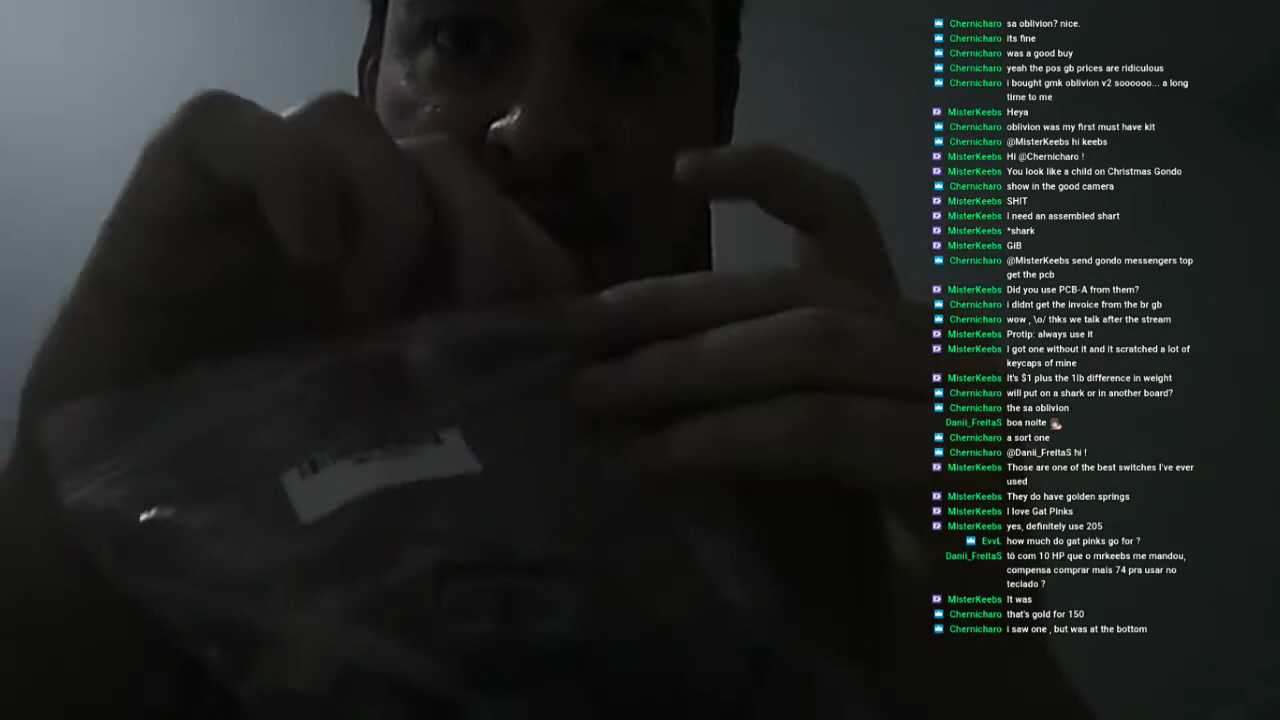 Chernicharo sa oblivion? nice.
Chernicharo its fine
Chernicharo was a good buy
Chernicharo yeah the pos gb prices are ridiculous
Chernicharo i bought gmk oblivion v2 soooooo... a long
time to me
MisterKeebs Heya
Chernicharo oblivion was my first must have kit
Chernicharo @MisterKeebs hi keebs
MisterKeebs Hi @Chernicharo !
MisterKeebs You look like a child on Christmas Gondo
Chernicharo show in the good camera
MisterKeebs SHIT
MisterKeebs I need an assembled shart
MisterKeebs *shark
MisterKeebs GIB
Chernicharo @MisterKeebs send gondo messengers top
get the pcb
MisterKeebs Did you use PCB-A from them?
Chernicharo i didnt get the invoice from the br gb
Chernicharo wow , \o/ thks we talk after the stream
MisterKeebs Protip: always use it
MisterKeebs I got one without it and it scratched a lot of
keycaps of mine
MisterKeebs It's $1 plus the 1lb difference in weight
Chernicharo will put on a shark or in another board?
Chernicharo the sa oblivion
Danii_FreitaS boa noite
Chernicharo a sort one
Chernicharo @Danii_FreitaS hi !
MisterKeebs Those are one of the best switches I've ever
used
MisterKeebs They do have golden springs
MisterKeebs I love Gat Pinks
MisterKeebs yes, definitely use 205
EvvL how much do gat pinks go for ?
Danii_FreitaS tô com 10 HP que o mrkeebs me mandou,
compensa comprar mais 74 pra usar no
teclado ?
MisterKeebs It was
Chernicharo that's gold for 150
Chernicharo i saw one , but was at the bottom